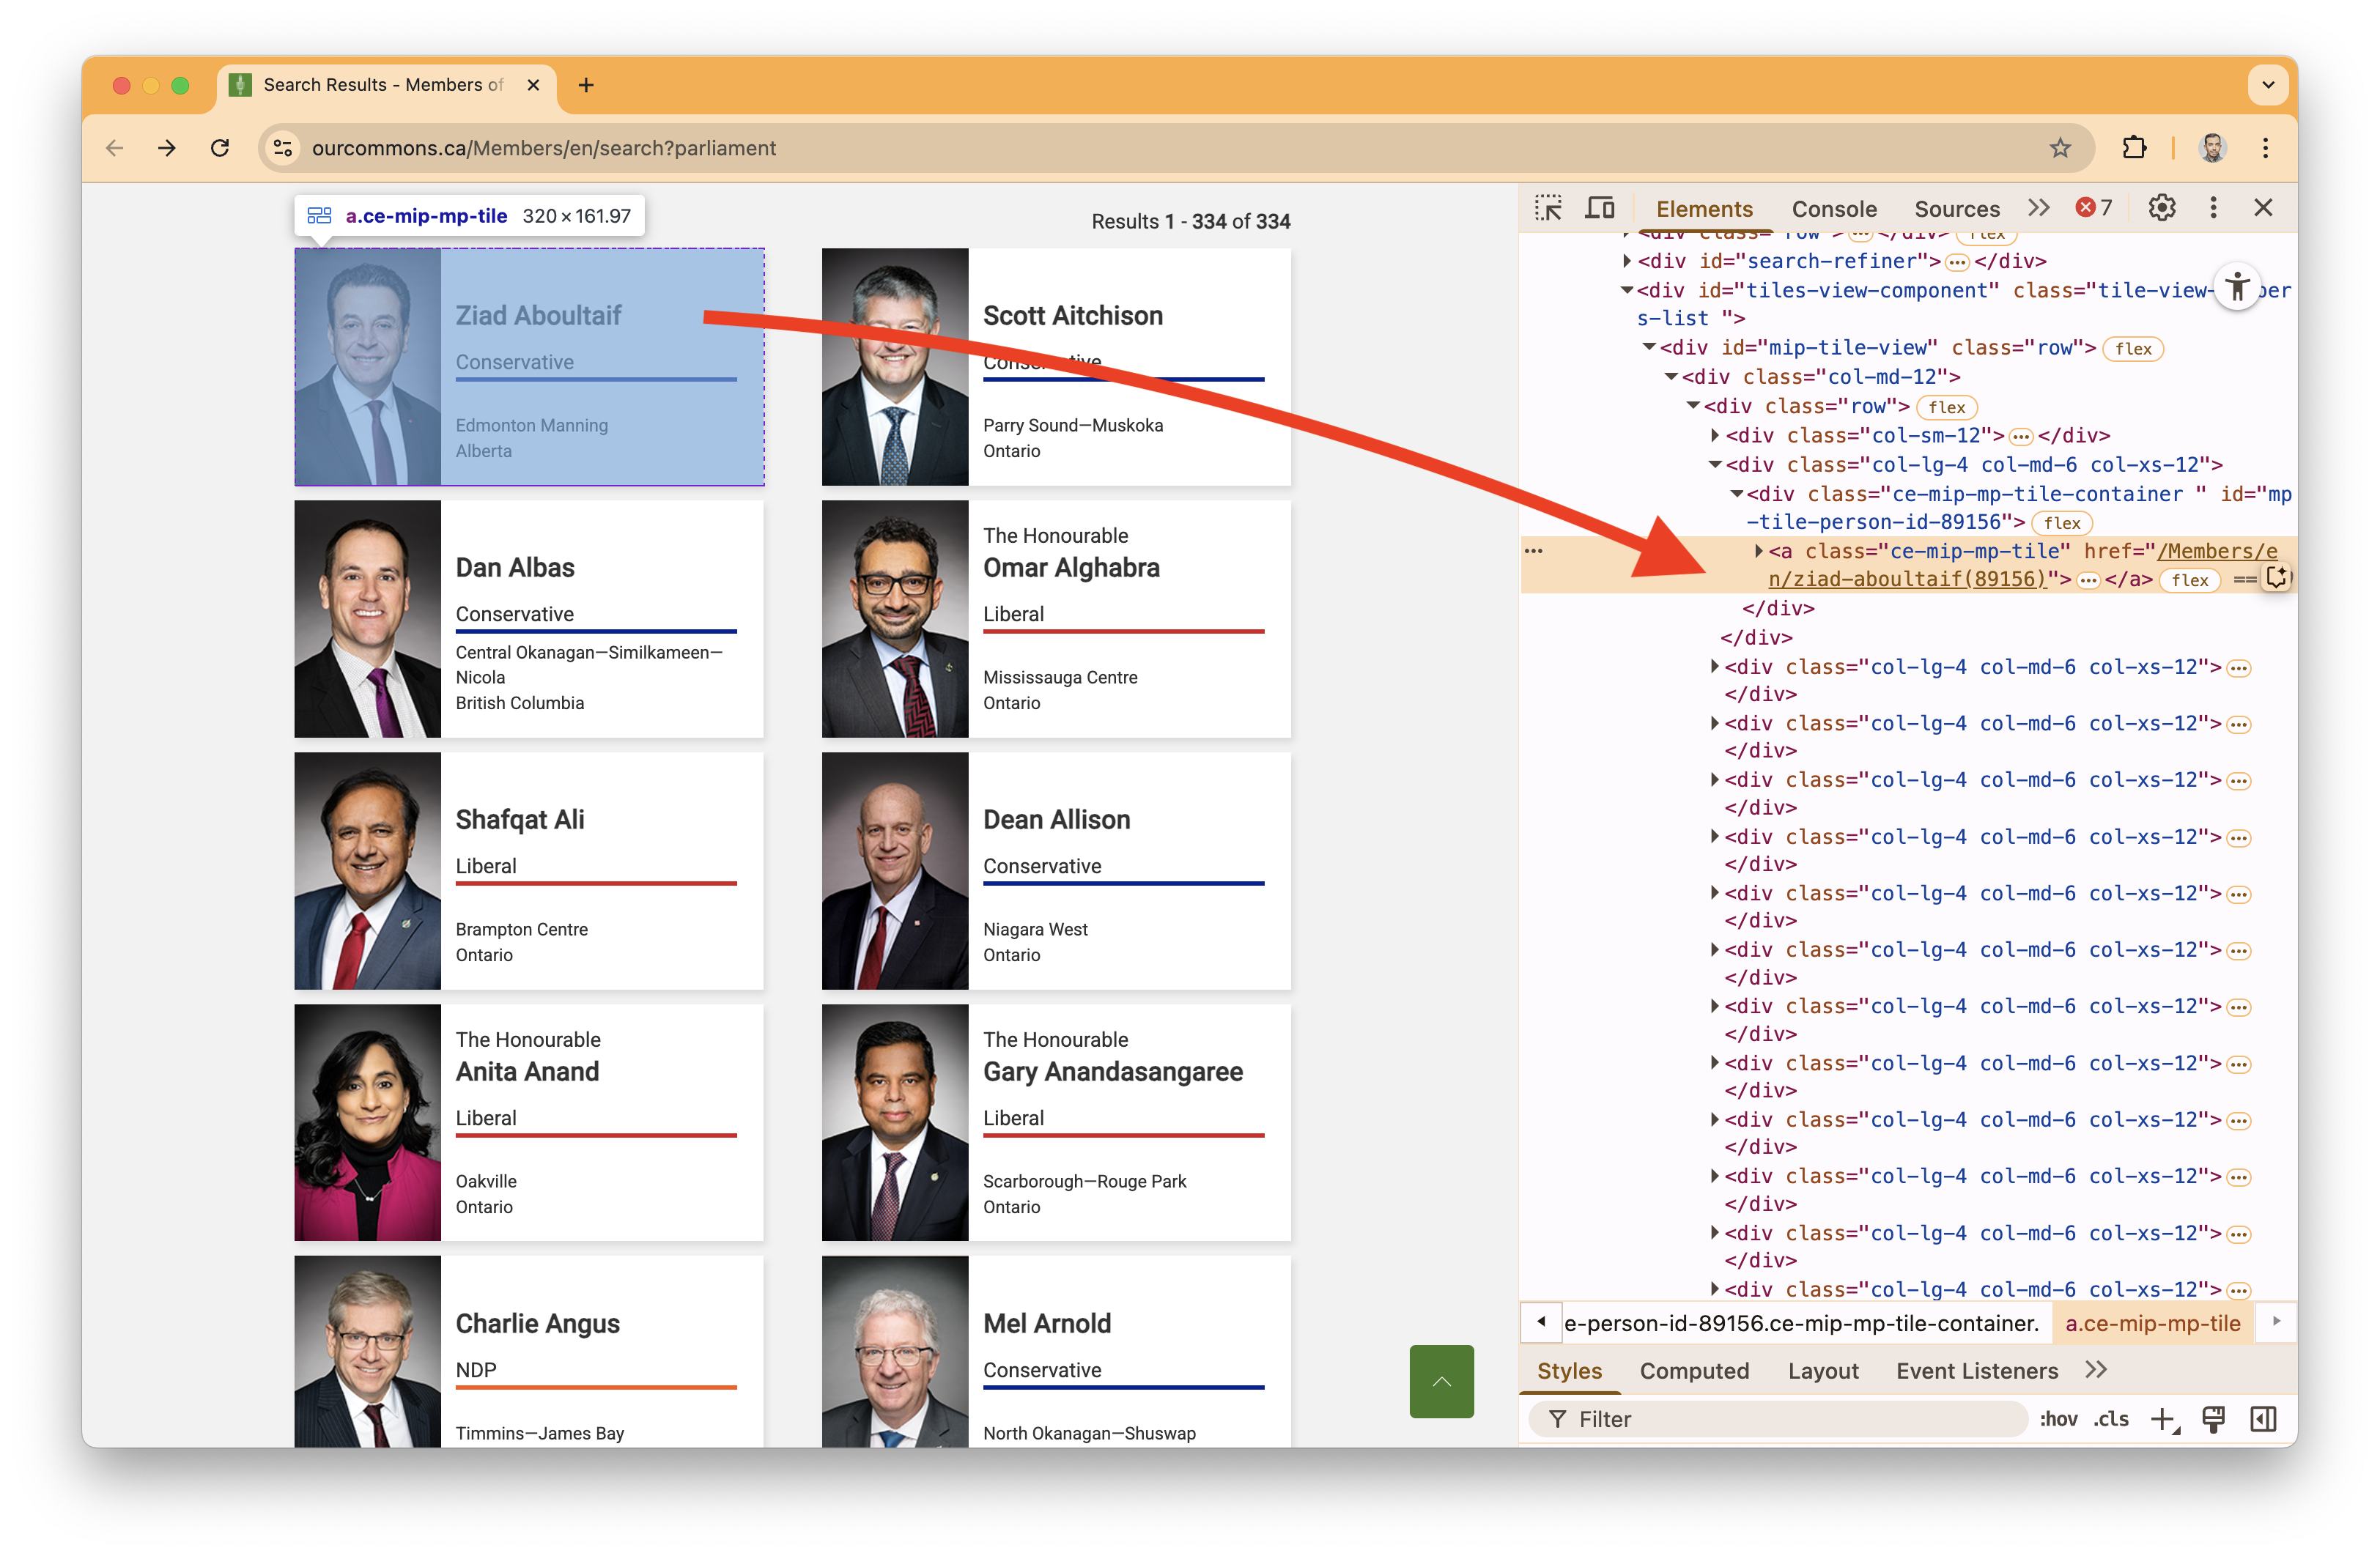 Search Results - Members of
ourcommons.ca/Members/en/search?parliament
a.ce-mip-mp-tile 320 × 161.97
Results 1 - 334 of 334
Ziad Aboultaif
Conservative
Edmonton Manning
Alberta
Scott Aitchison
Conservative
Parry Sound—Muskoka
Ontario
Dan Albas
Conservative
Central Okanagan—Similkameen—
Nicola
British Columbia
The Honourable
Omar Alghabra
Liberal
Mississauga Centre
Ontario
Shafqat Ali
Liberal
Brampton Centre
Ontario
Dean Allison
Conservative
Niagara West
Ontario
The Honourable
Anita Anand
Liberal
Oakville
Ontario
The Honourable
Gary Anandasangaree
Liberal
Scarborough—Rouge Park
Ontario
Charlie Angus
NDP
Timmins—James Bay
Mel Arnold
Conservative
North Okanagan—Shuswap
Elements Console Sources 7
<div class="row">…</div> flex
<div id="search-refiner">…</div>
<div id="tiles-view-component" class="tile-view-
s-list ">
<div id="mip-tile-view" class="row"> flex
<div class="col-md-12">
<div class="row"> flex
<div class="col-sm-12">…</div>
<div class="col-lg-4 col-md-6 col-xs-12">
<div class="ce-mip-mp-tile-container " id="mp
-tile-person-id-89156"> flex
… <a class="ce-mip-mp-tile" href="/Members/e
n/ziad-aboultaif(89156)">…</a> flex ==
</div>
</div>
<div class="col-lg-4 col-md-6 col-xs-12">…
</div>
<div class="col-lg-4 col-md-6 col-xs-12">…
</div>
<div class="col-lg-4 col-md-6 col-xs-12">…
</div>
<div class="col-lg-4 col-md-6 col-xs-12">…
</div>
<div class="col-lg-4 col-md-6 col-xs-12">…
</div>
<div class="col-lg-4 col-md-6 col-xs-12">…
</div>
<div class="col-lg-4 col-md-6 col-xs-12">…
</div>
<div class="col-lg-4 col-md-6 col-xs-12">…
</div>
<div class="col-lg-4 col-md-6 col-xs-12">…
</div>
<div class="col-lg-4 col-md-6 col-xs-12">…
</div>
<div class="col-lg-4 col-md-6 col-xs-12">…
</div>
<div class="col-lg-4 col-md-6 col-xs-12">…
e-person-id-89156.ce-mip-mp-tile-container. a.ce-mip-mp-tile
Styles Computed Layout Event Listeners
Filter :hov .cls